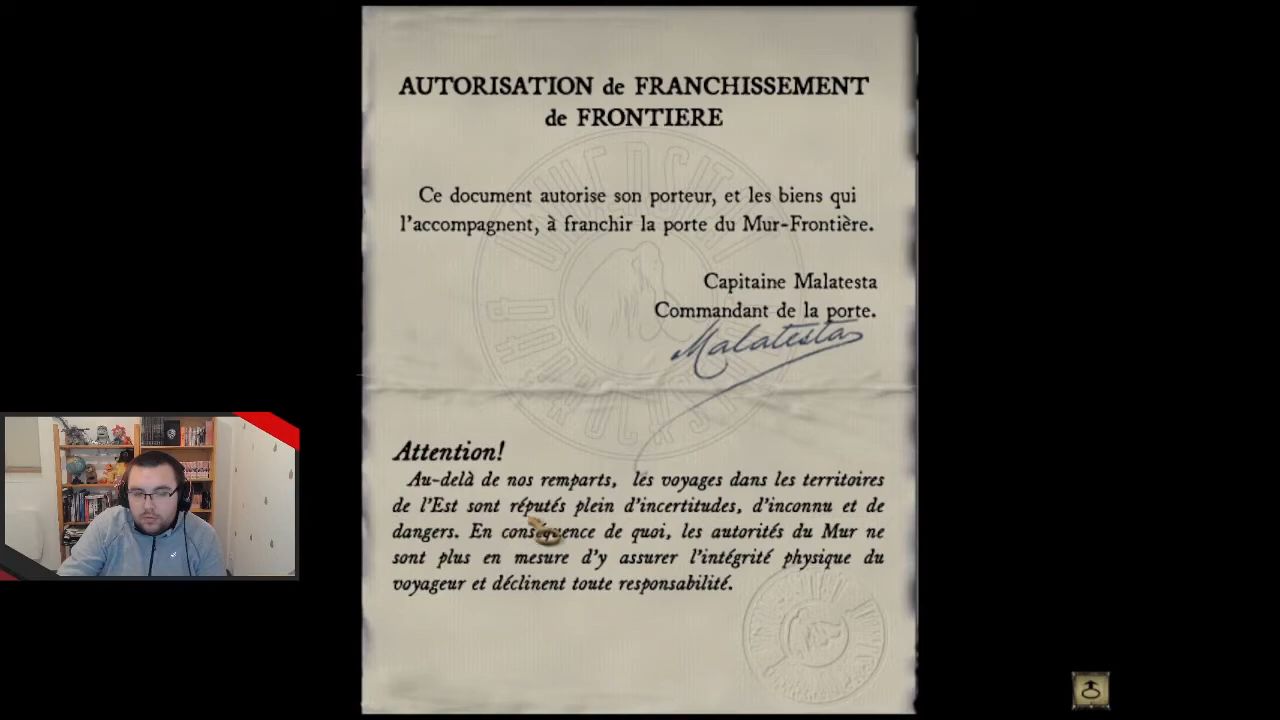 AUTORISATION de FRANCHISSEMENT
de FRONTIERE
Ce document autorise son porteur, et les biens qui
l'accompagnent, à franchir la porte du Mur-Frontière.
Capitaine Malatesta
Commandant de la porte.
Malatesta
Attention!
Au-delà de nos remparts, les voyages dans les territoires
de l'Est sont réputés plein d'incertitudes, d'inconnu et de
dangers. En conséquence de quoi, les autorités du Mur ne
sont plus en mesure d'y assurer l'intégrité physique du
voyageur et déclinent toute responsabilité.